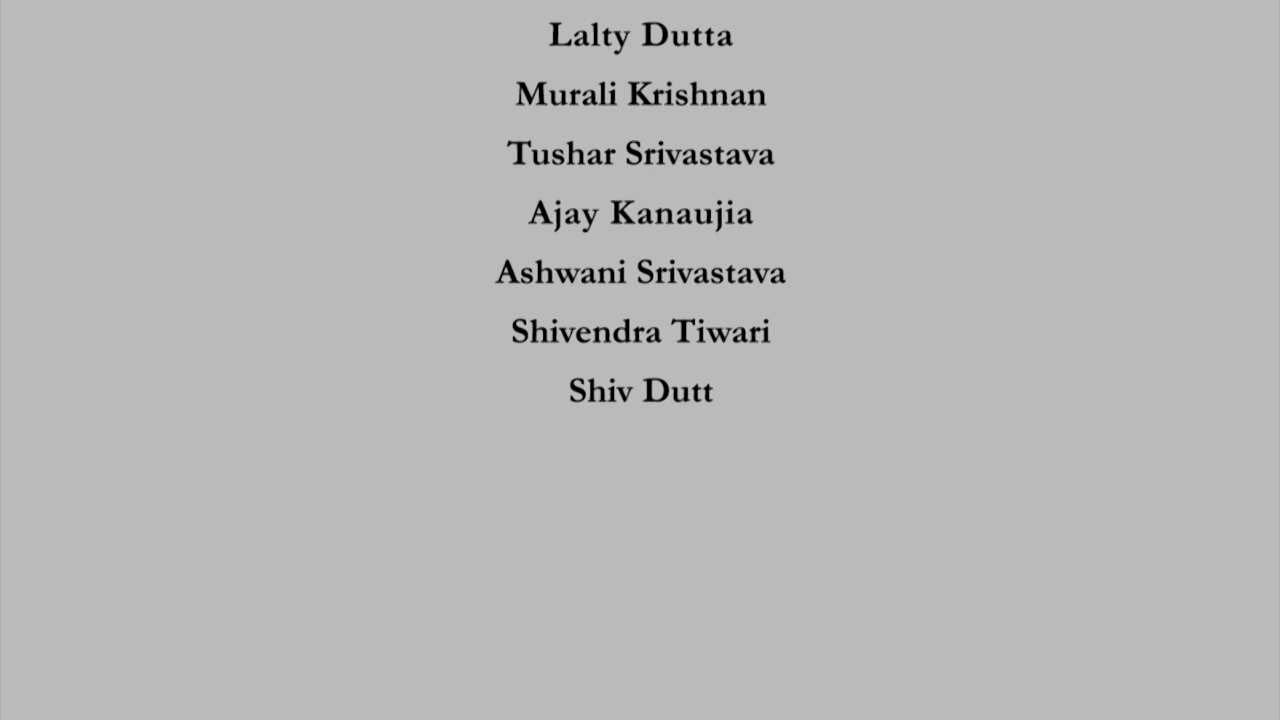 Lalty Dutta
Murali Krishnan
Tushar Srivastava
Ajay Kanaujia
Ashwani Srivastava
Shivendra Tiwari
Shiv Dutt